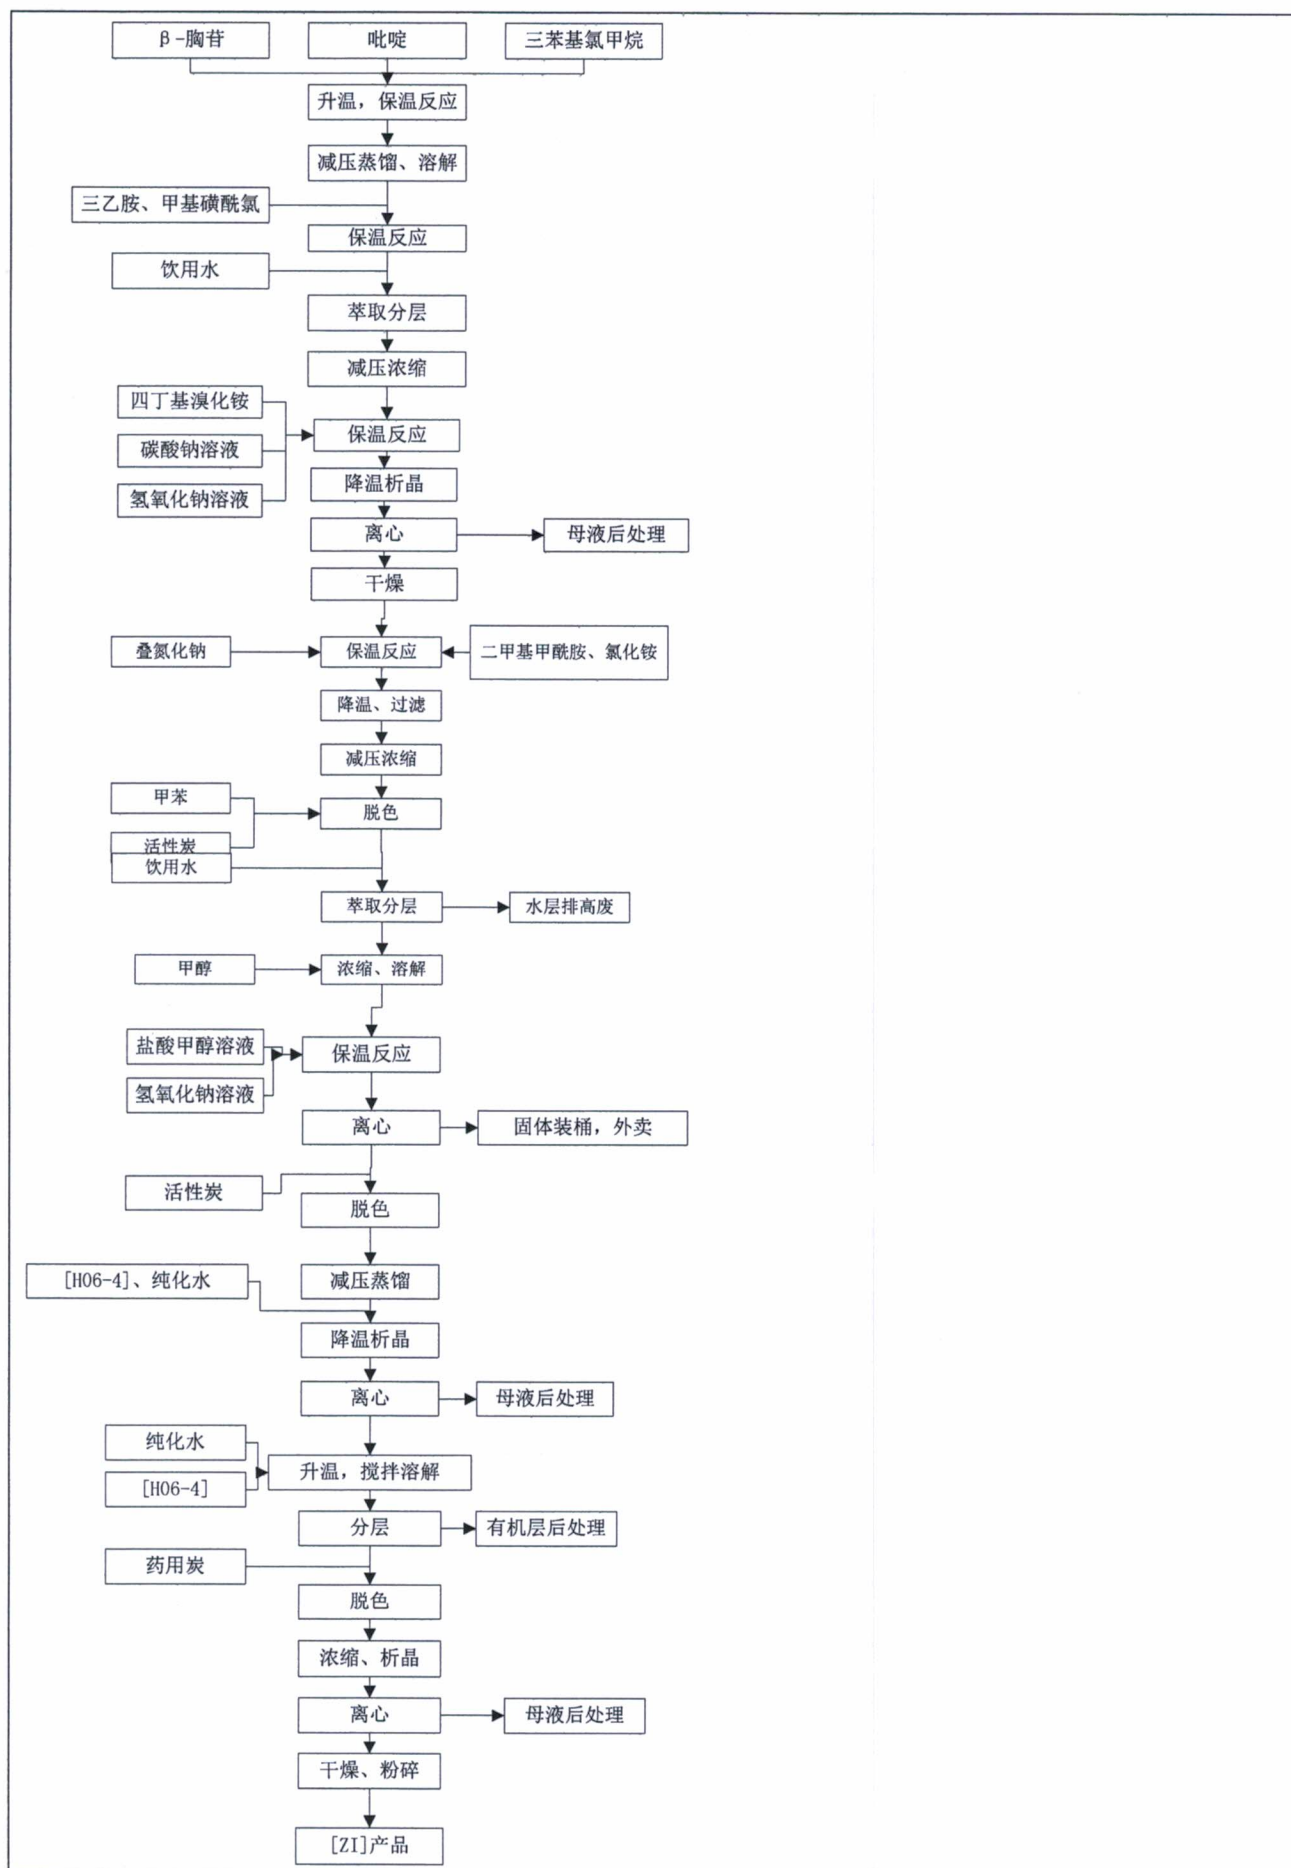 β-胸苷
吡啶
三苯基氯甲烷
升温，保温反应
减压蒸馏、溶解
三乙胺、甲基磺酰氯
保温反应
饮用水
萃取分层
减压浓缩
四丁基溴化铵
保温反应
碳酸钠溶液
降温析晶
氢氧化钠溶液
离心
母液后处理
干燥
叠氮化钠
保温反应
二甲基甲酰胺、氯化铵
降温、过滤
减压浓缩
甲苯
脱色
活性炭
饮用水
萃取分层
水层排高废
甲醇
浓缩、溶解
盐酸甲醇溶液
保温反应
氢氧化钠溶液
离心
固体装桶，外卖
活性炭
脱色
[H06-4]、纯化水
减压蒸馏
降温析晶
离心
母液后处理
纯化水
升温，搅拌溶解
[H06-4]
分层
有机层后处理
药用炭
脱色
浓缩、析晶
离心
母液后处理
干燥、粉碎
[ZI]产品